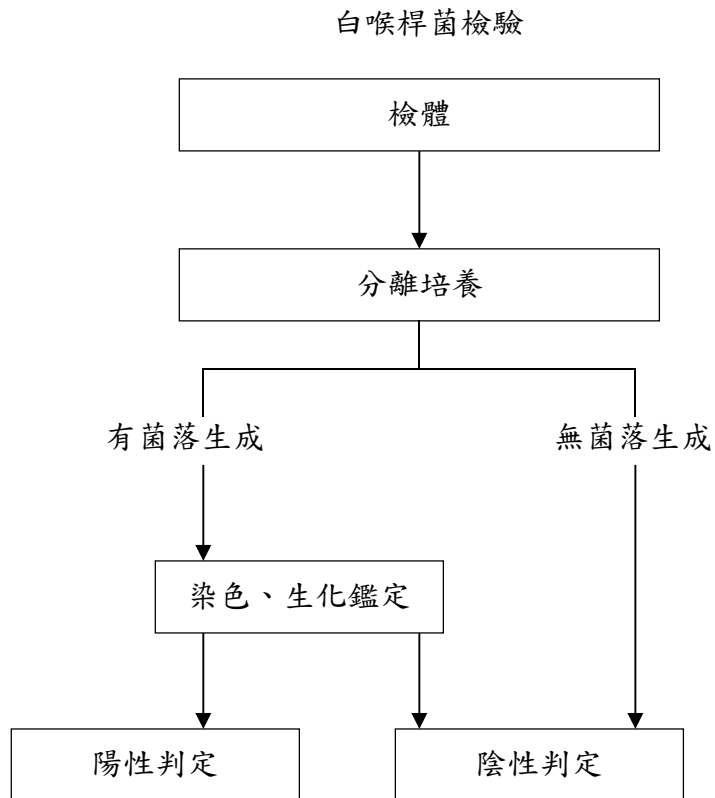 白喉桿菌檢驗
檢體
分離培養
有菌落生成
無菌落生成
染色、生化鑑定
陽性判定
陰性判定